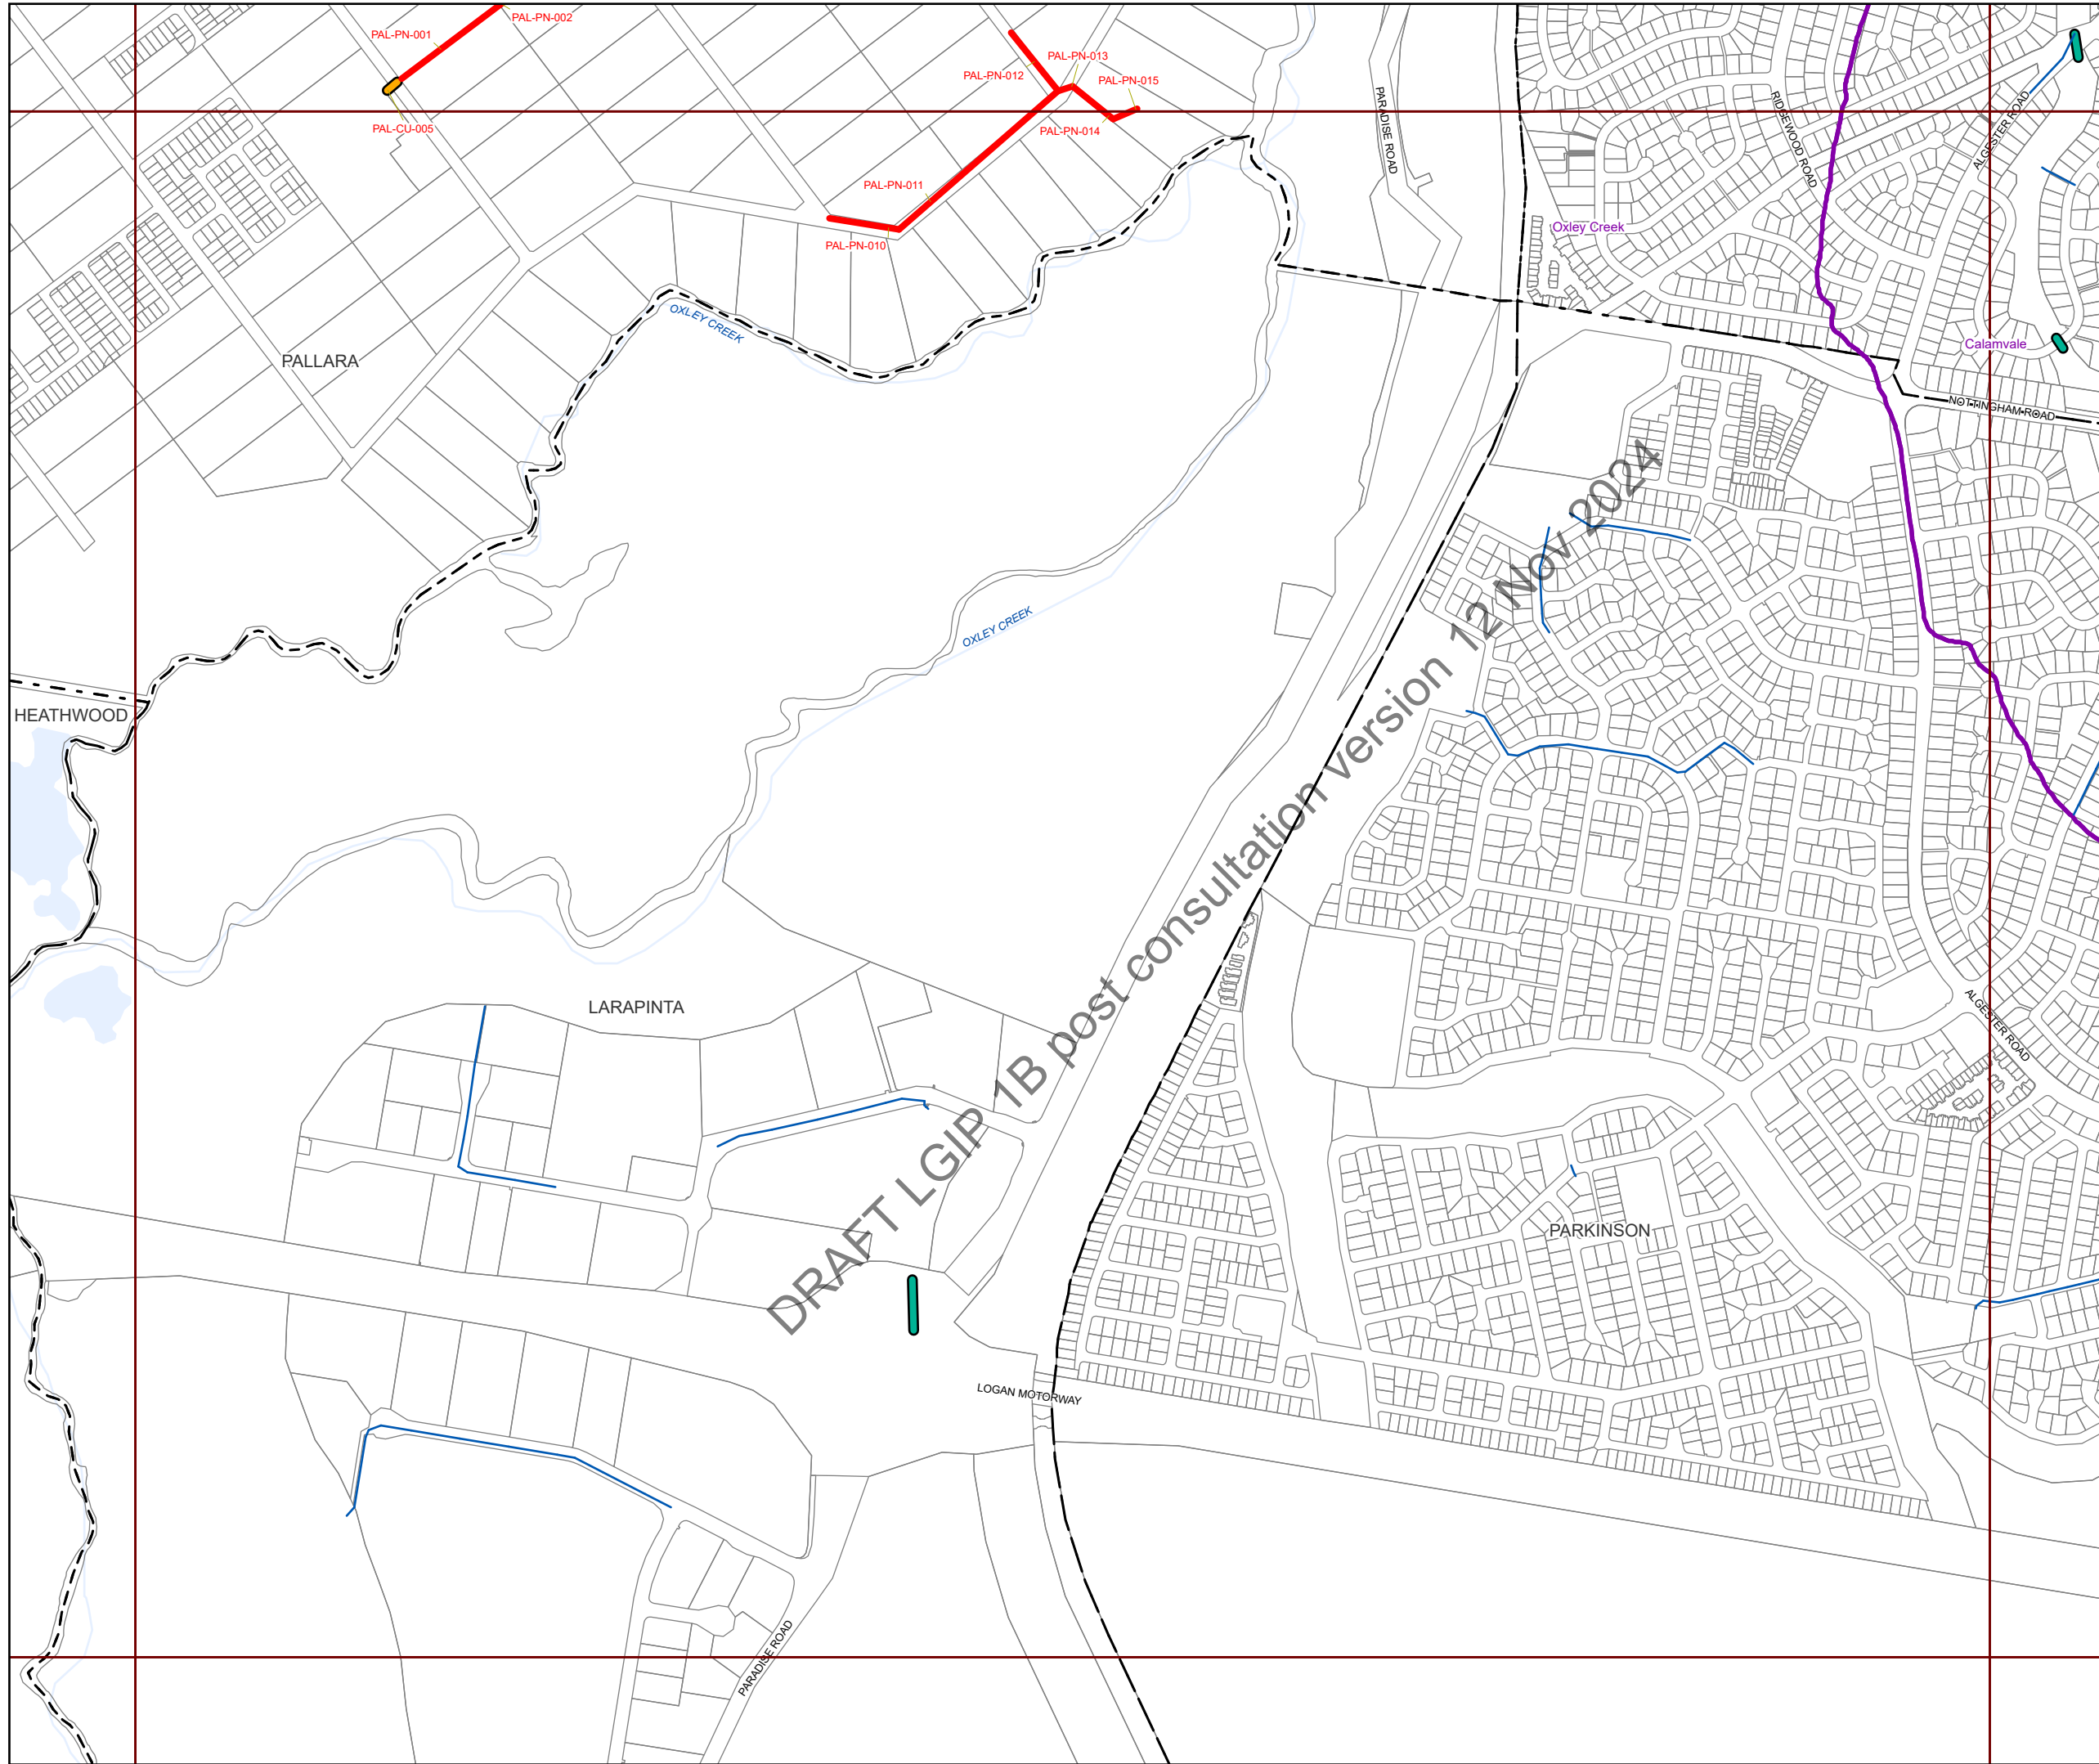 PAL-PN-002
PAL-PN-001
PAL-PN-013
PAL-PN-012
PAL-PN-015
PAL-CU-005
PAL-PN-014
PARADISE ROAD
RIDGEWOOD ROAD
ALGESTER ROAD
PAL-PN-011
PAL-PN-010
Oxley Creek
OXLEY CREEK
Calamvale
PALLARA
NOTTINGHAM ROAD
OXLEY CREEK
HEATHWOOD
DRAFT LGIP 1B post consultation version 12 Nov 2024
LARAPINTA
ALGESTER ROAD
PARKINSON
LOGAN MOTORWAY
PARADISE ROAD